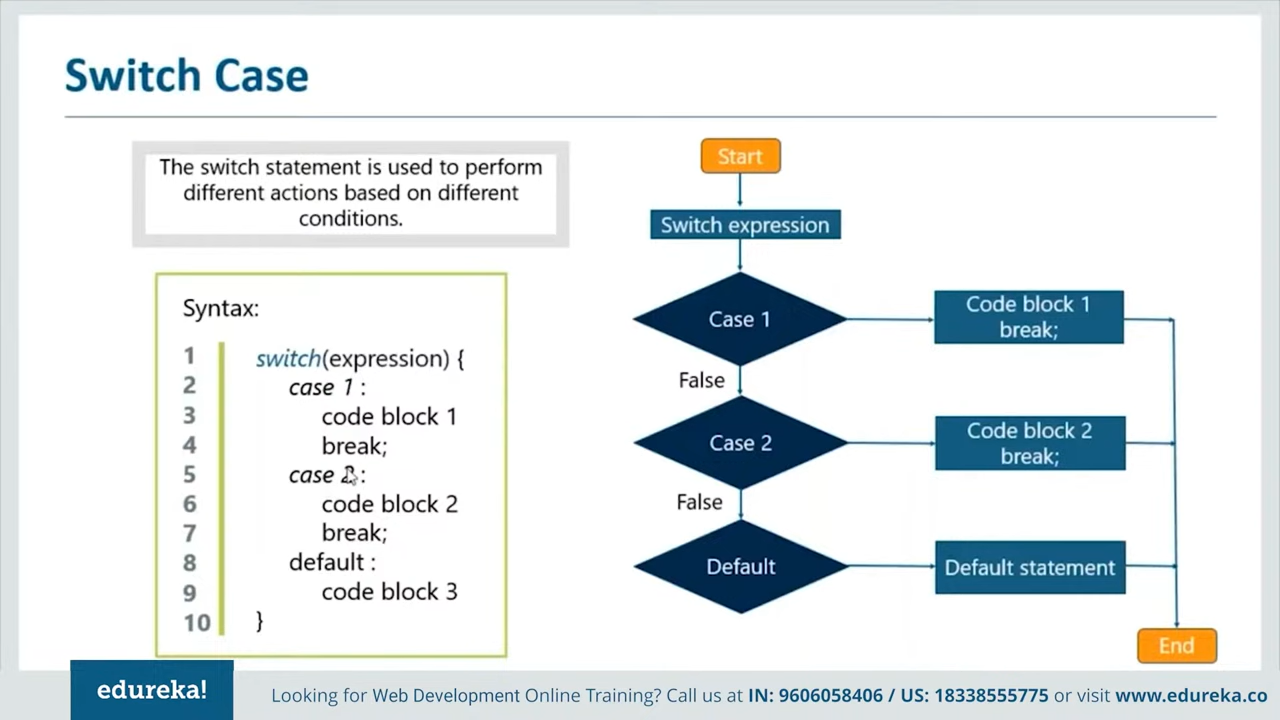 Switch Case
The switch statement is used to perform
different actions based on different
conditions.
Syntax:
1 switch(expression) {
2 case 1 :
3 code block 1
4 break;
5 case 2 :
6 code block 2
7 break;
8 default :
9 code block 3
10 }
Start
Switch expression
Case 1
Code block 1
break;
False
Case 2
Code block 2
break;
False
Default
Default statement
End
edureka!
Looking for Web Development Online Training? Call us at IN: 9606058406 / US: 18338555775 or visit www.edureka.co